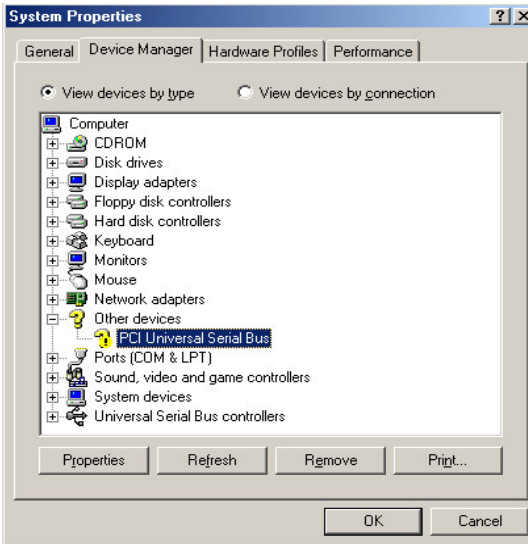 System Properties
General Device Manager Hardware Profiles Performance
View devices by type View devices by connection
Computer
CDROM
Disk drives
Display adapters
Floppy disk controllers
Hard disk controllers
Keyboard
Monitors
Mouse
Network adapters
Other devices
PCI Universal Serial Bus
Ports (COM & LPT)
Sound, video and game controllers
System devices
Universal Serial Bus controllers
Properties Refresh Remove Print...
OK Cancel